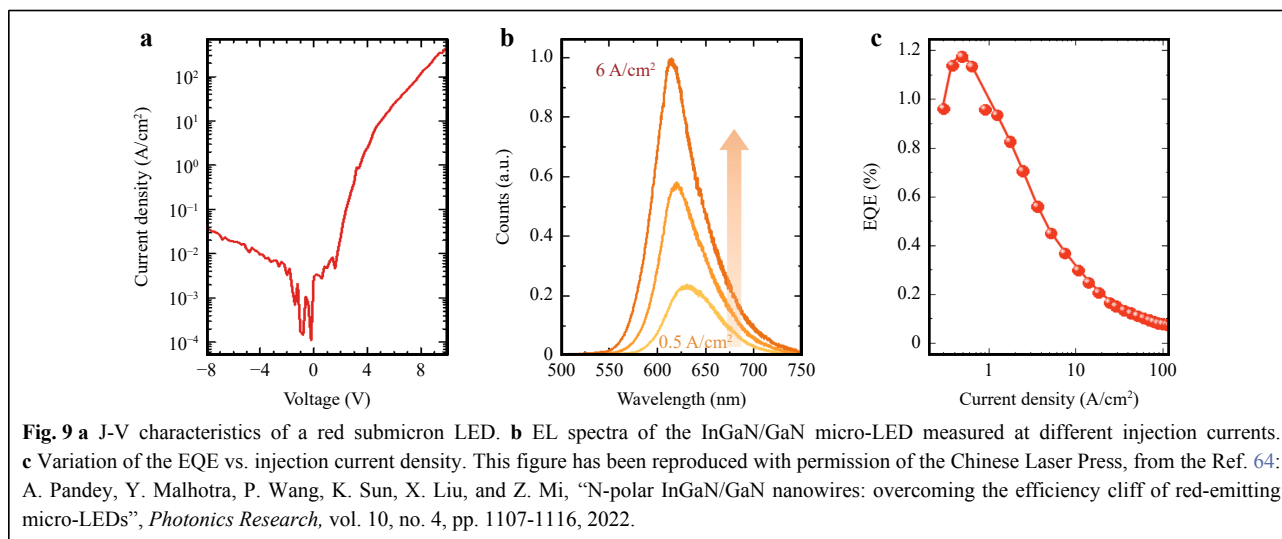 a
10²
10¹
10⁰
10⁻¹
10⁻²
10⁻³
10⁻⁴
−8
−4
0
4
8
Voltage (V)
Current density (A/cm²)
b
1.0
0.8
0.6
0.4
0.2
0
6 A/cm²
0.5 A/cm²
500
550
600
650
700
750
Wavelength (nm)
Counts (a.u.)
c
1.2
1.0
0.8
0.6
0.4
0.2
0
1
10
100
Current density (A/cm²)
EQE (%)
Fig. 9 a J-V characteristics of a red submicron LED. b EL spectra of the InGaN/GaN micro-LED measured at different injection currents.
c Variation of the EQE vs. injection current density. This figure has been reproduced with permission of the Chinese Laser Press, from the Ref. 64:
A. Pandey, Y. Malhotra, P. Wang, K. Sun, X. Liu, and Z. Mi, “N-polar InGaN/GaN nanowires: overcoming the efficiency cliff of red-emitting
micro-LEDs”, Photonics Research, vol. 10, no. 4, pp. 1107-1116, 2022.